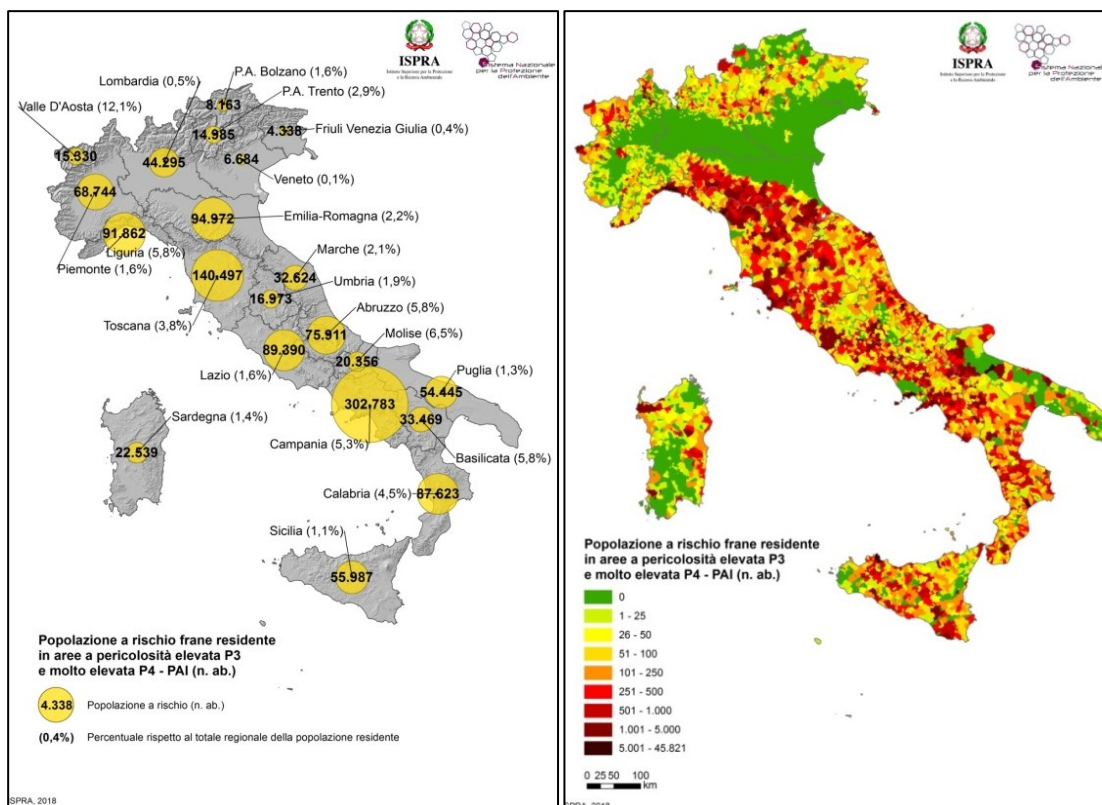 ISPRA
Istituto Superiore per la Protezione
e la Ricerca Ambientale
Sistema Nazionale
per la Protezione
dell'Ambiente
P.A. Bolzano (1,6%)
Lombardia (0,5%)
P.A. Trento (2,9%)
Valle D'Aosta (12,1%)
8.163
Friuli Venezia Giulia (0,4%)
14.985
4.338
15.330
44.295
6.684
Veneto (0,1%)
68.744
94.972
Emilia-Romagna (2,2%)
91.862
Marche (2,1%)
Liguria (5,8%)
Piemonte (1,6%)
140.497
32.624
Umbria (1,9%)
16.973
Abruzzo (5,8%)
Toscana (3,8%)
75.911
Molise (6,5%)
89.390
20.356
Puglia (1,3%)
Lazio (1,6%)
54.445
302.783
Sardegna (1,4%)
33.469
22.539
Campania (5,3%)
Basilicata (5,8%)
Calabria (4,5%)
87.623
Sicilia (1,1%)
55.987
Popolazione a rischio frane residente
in aree a pericolosità elevata P3
e molto elevata P4 - PAI (n. ab.)
4.338
Popolazione a rischio (n. ab.)
(0,4%)
Percentuale rispetto al totale regionale della popolazione residente
SPRA, 2018
ISPRA
Istituto Superiore per la Protezione
e la Ricerca Ambientale
Sistema Nazionale
per la Protezione
dell'Ambiente
Popolazione a rischio frane residente
in aree a pericolosità elevata P3
e molto elevata P4 - PAI (n. ab.)
0
1 - 25
26 - 50
51 - 100
101 - 250
251 - 500
501 - 1.000
1.001 - 5.000
5.001 - 45.821
0 25 50 100
km
SPRA, 2018